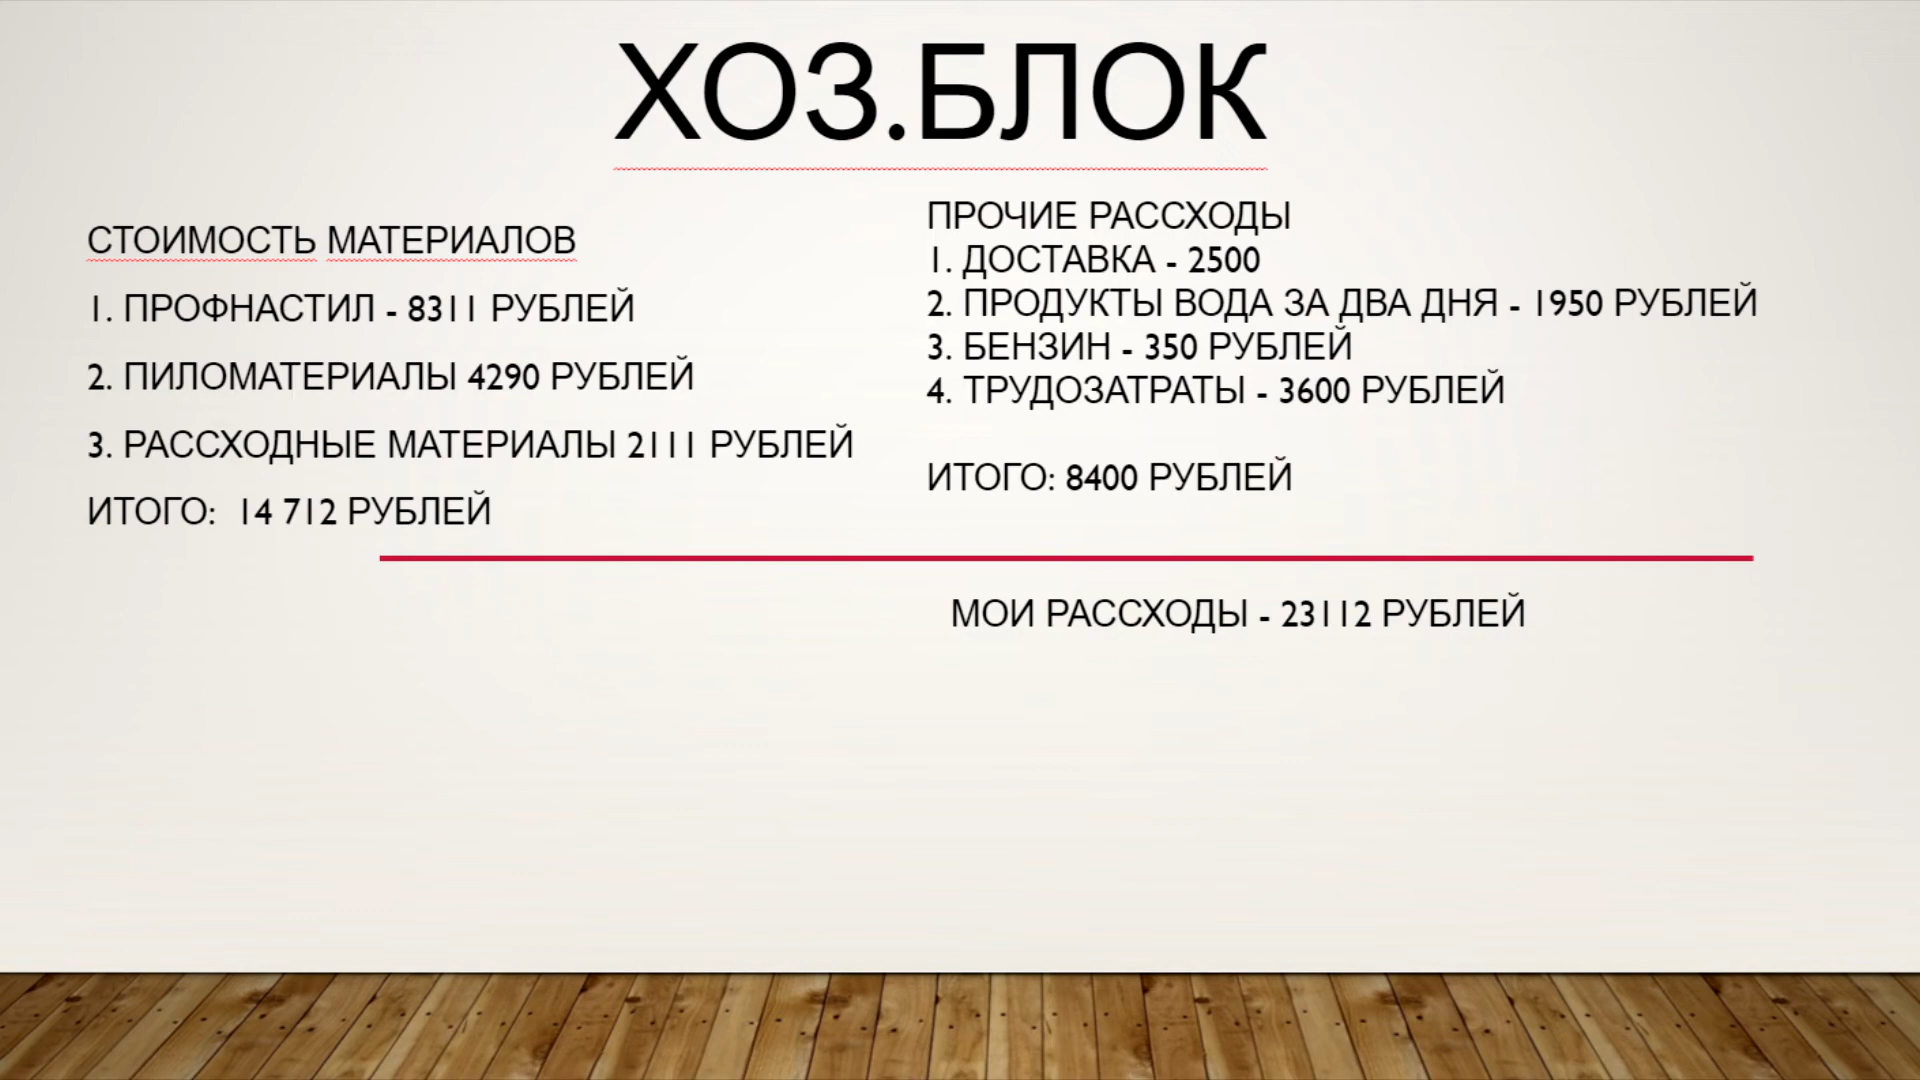 ХОЗ.БЛОК
СТОИМОСТЬ МАТЕРИАЛОВ
1. ПРОФНАСТИЛ - 8311 РУБЛЕЙ
2. ПИЛОМАТЕРИАЛЫ 4290 РУБЛЕЙ
3. РАССХОДНЫЕ МАТЕРИАЛЫ 2111 РУБЛЕЙ
ИТОГО: 14 712 РУБЛЕЙ
ПРОЧИЕ РАССХОДЫ
1. ДОСТАВКА - 2500
2. ПРОДУКТЫ ВОДА ЗА ДВА ДНЯ - 1950 РУБЛЕЙ
3. БЕНЗИН - 350 РУБЛЕЙ
4. ТРУДОЗАТРАТЫ - 3600 РУБЛЕЙ
ИТОГО: 8400 РУБЛЕЙ
МОИ РАССХОДЫ - 23112 РУБЛЕЙ